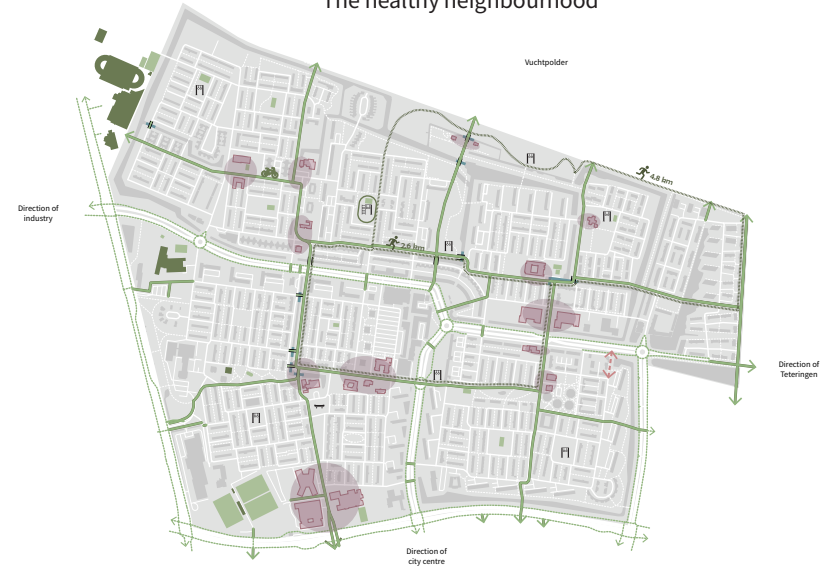 The healthy neighbourhood
Vuchtpolder
4.8 km
Direction of
industry
2.6 km
Direction of
Teteringen
Direction of
city centre